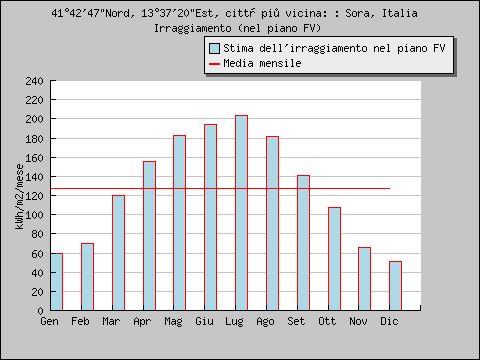 41°42'47"Nord, 13°37'20"Est, cittŕ piů vicina: : Sora, Italia
Irraggiamento (nel piano FV)
Stima dell'irraggiamento nel piano FV
Media mensile
kWh/m2/mese
240
220
200
180
160
140
120
100
80
60
40
20
0
Gen Feb Mar Apr Mag Giu Lug Ago Set Ott Nov Dic